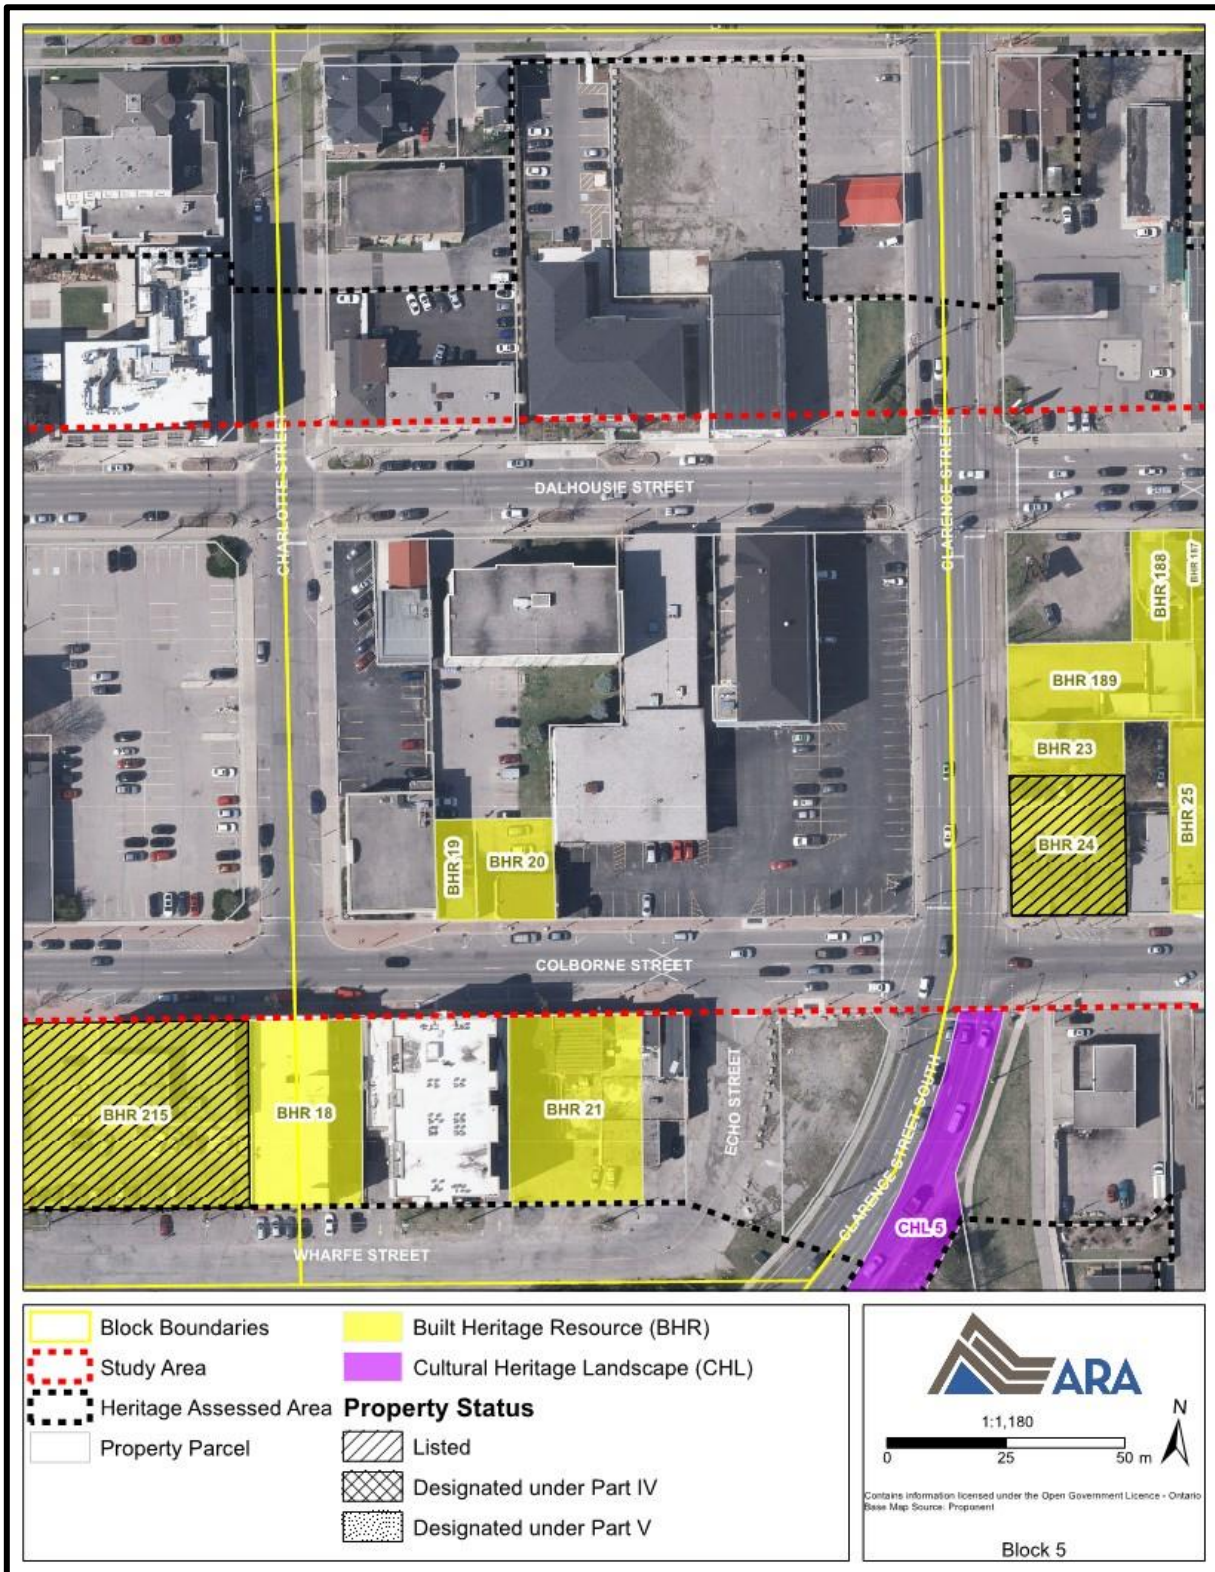 CHARLOTTE STREET
CLARENCE STREET
DALHOUSIE STREET
BHR 188
BHR 187
BHR 189
BHR 23
BHR 25
BHR 24
BHR 19
BHR 20
COLBORNE STREET
BHR 215
BHR 18
BHR 21
ECHO STREET
CLARENCE STREET SOUTH
CHL 5
WHARFE STREET
Block Boundaries
Study Area
Heritage Assessed Area
Property Parcel
Built Heritage Resource (BHR)
Cultural Heritage Landscape (CHL)
Property Status
Listed
Designated under Part IV
Designated under Part V
ARA
N
1:1,180
0 25 50 m
Contains information licensed under the Open Government Licence - Ontario
Base Map Source: Proponent
Block 5